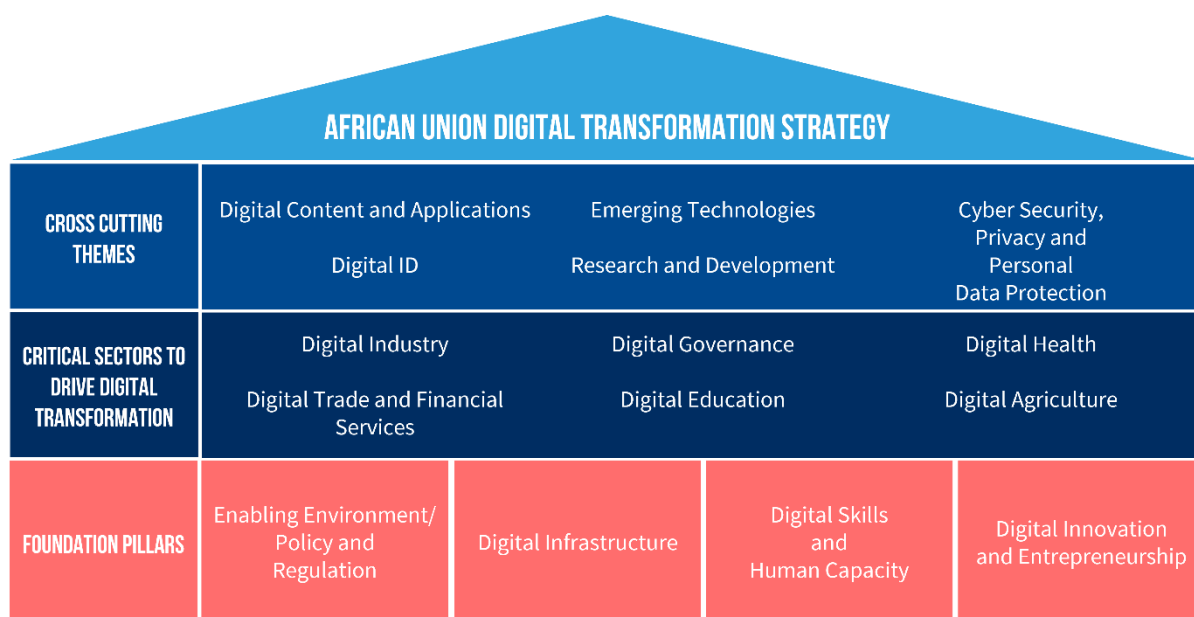 AFRICAN UNION DIGITAL TRANSFORMATION STRATEGY
CROSS CUTTING
THEMES
Digital Content and Applications
Digital ID
Emerging Technologies
Research and Development
Cyber Security,
Privacy and
Personal
Data Protection
CRITICAL SECTORS TO
DRIVE DIGITAL
TRANSFORMATION
Digital Industry
Digital Trade and Financial
Services
Digital Governance
Digital Education
Digital Health
Digital Agriculture
FOUNDATION PILLARS
Enabling Environment/
Policy and
Regulation
Digital Infrastructure
Digital Skills
and
Human Capacity
Digital Innovation
and Entrepreneurship